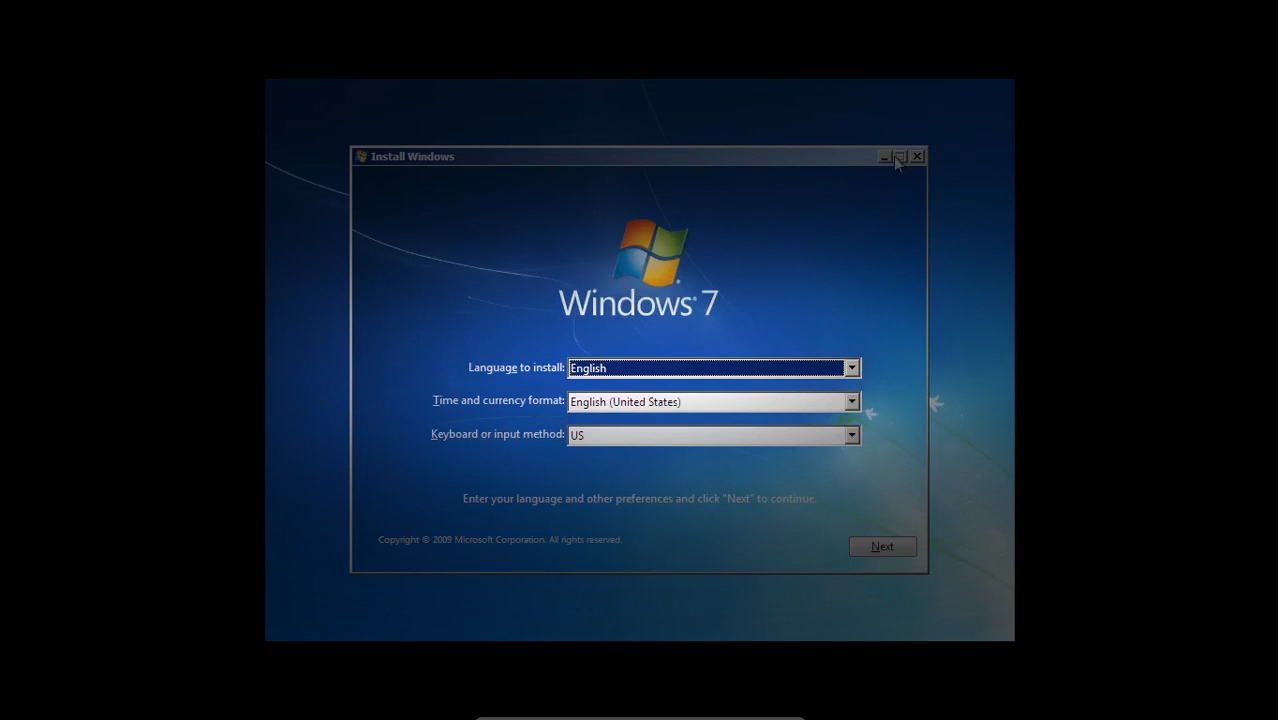 Install Windows
Windows® 7
Language to install: English
Time and currency format: English (United States)
Keyboard or input method: US
Enter your language and other preferences and click "Next" to continue.
Copyright © 2009 Microsoft Corporation. All rights reserved.
Next